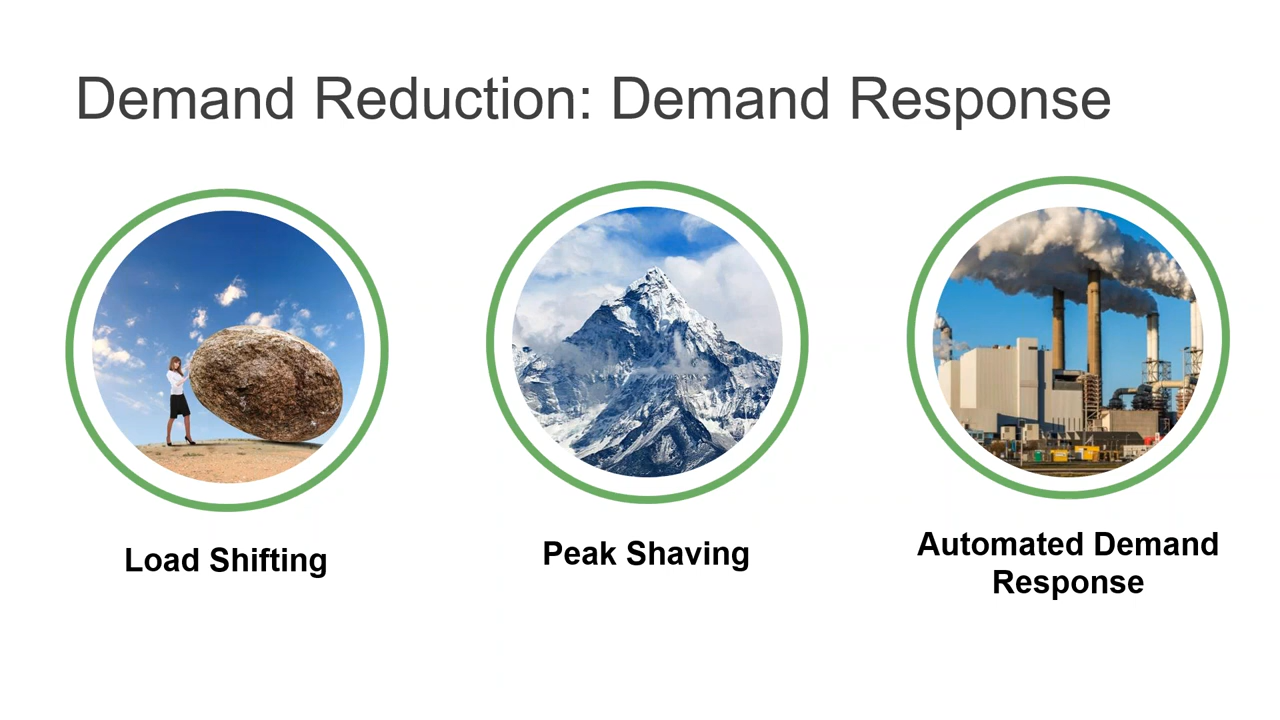 Demand Reduction: Demand Response
Load Shifting
Peak Shaving
Automated Demand
Response